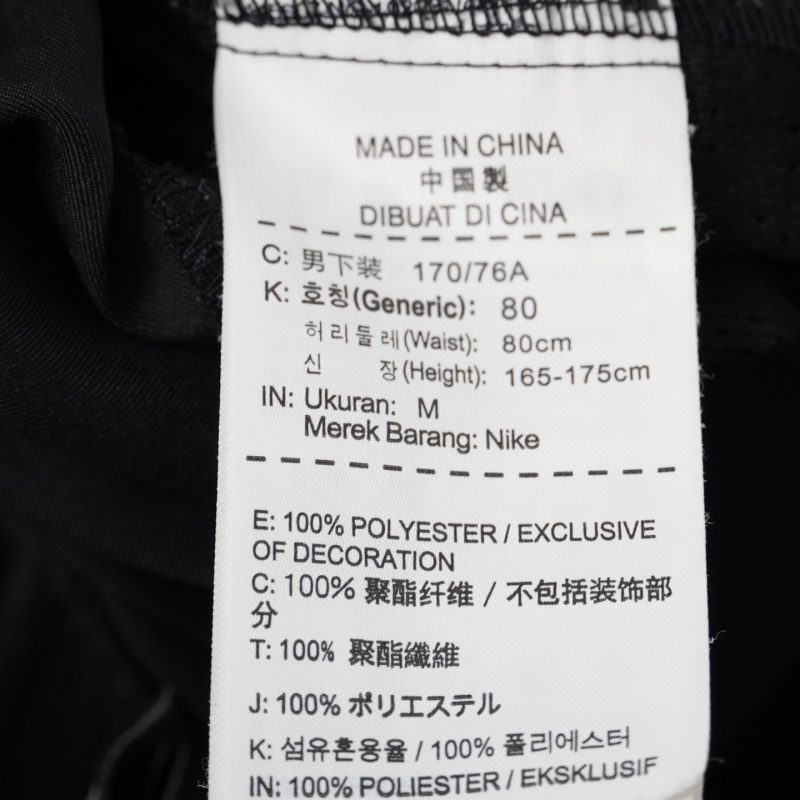 MADE IN CHINA
中国製
DIBUAT DI CINA
C: 男下装 170/76A
K: 호칭(Generic): 80
허리둘레(Waist): 80cm
신 장(Height): 165-175cm
IN: Ukuran: M
Merek Barang: Nike
E: 100% POLYESTER / EXCLUSIVE
OF DECORATION
C: 100% 聚酯纤维 / 不包括装饰部
分
T: 100% 聚酯纖維
J: 100% ポリエステル
K: 섬유혼용율 / 100% 폴리에스터
IN: 100% POLIESTER / EKSKLUSIF